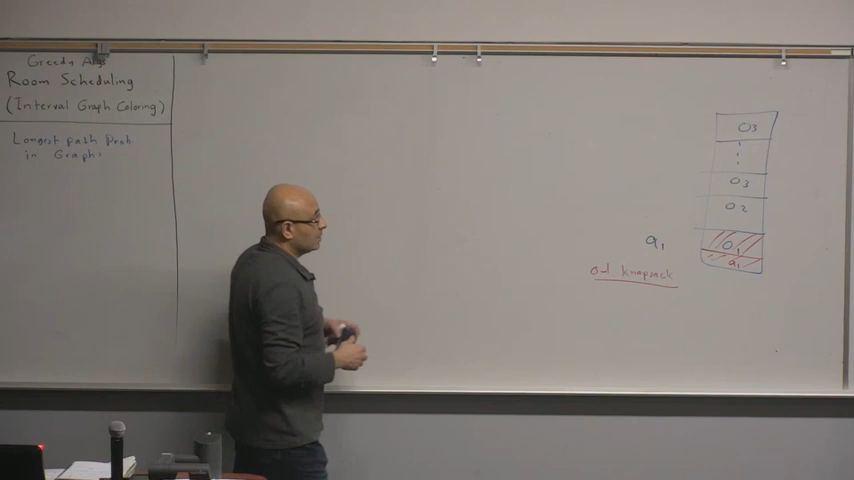 Greedy Alg
Room Scheduling
(Interval Graph Coloring)
Longest path Prob.
in Graph
O3
O3
O2
O1
a1
a1
0-1 knapsack